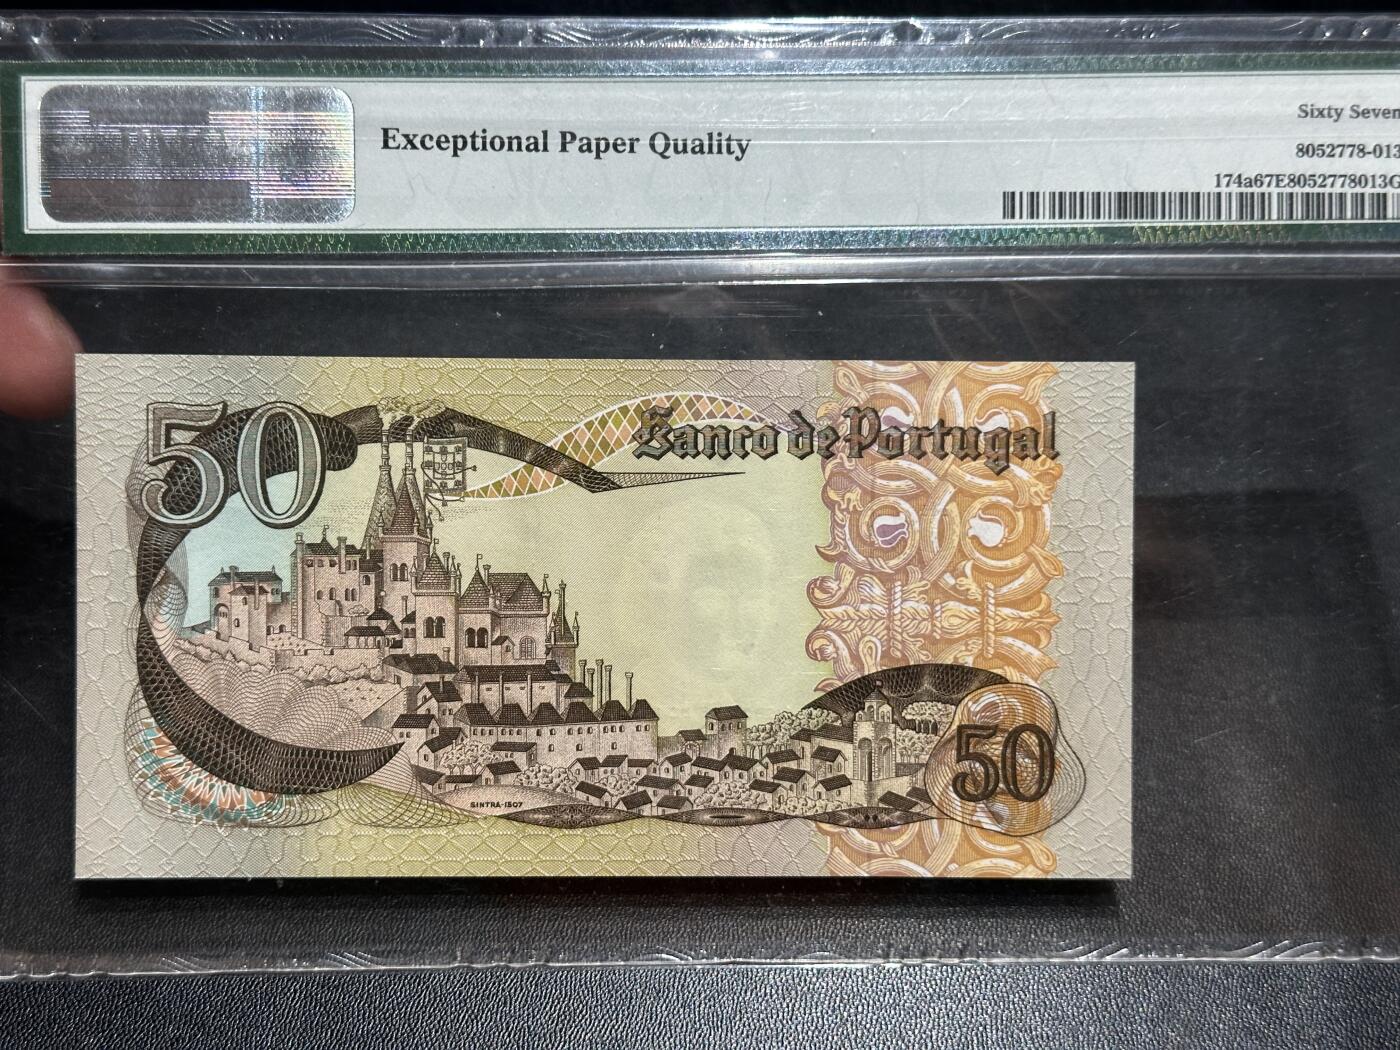 Exceptional Paper Quality
Sixty Seven
8052778-013
174a67E8052778013G
50
Banco de Portugal
SINTRA-1507
50